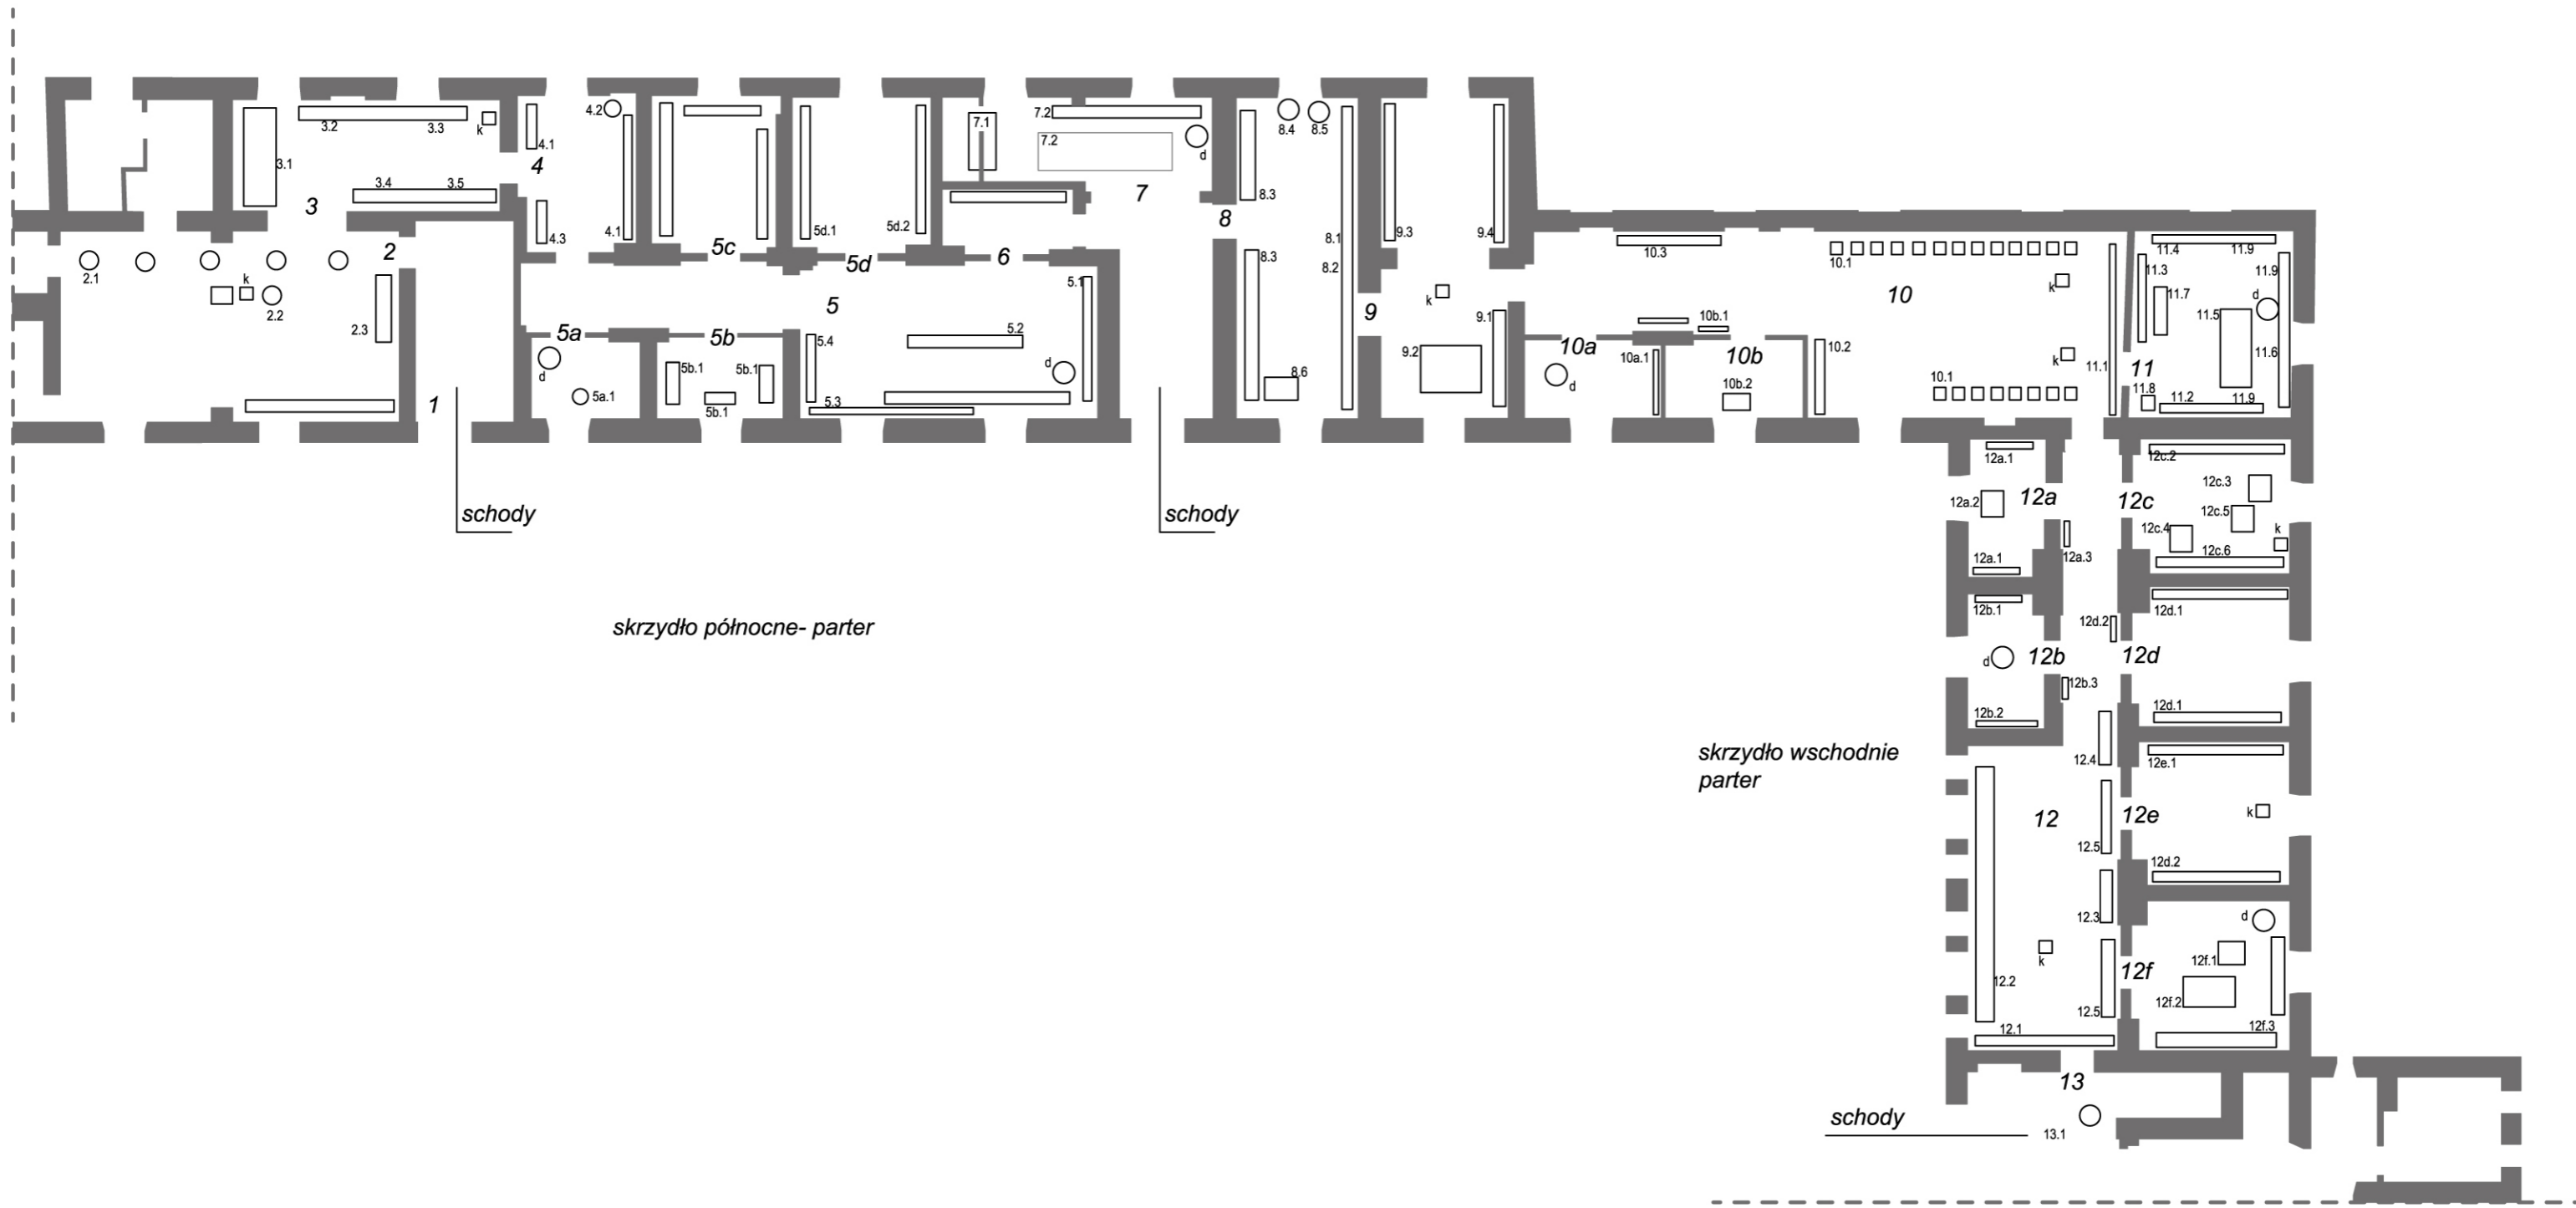 3.1
3.2
3.3
k
3.4
3.5
3
4.1
4
4.2
4.1
4.3
2.1
k
2.2
2
2.3
1
5c
5d.1
5d.2
5d
6
5
5.1
5.2
5a
d
5a.1
5b
5b.1
5b.1
5b.1
5.4
5.3
d
7.1
7.2
7.2
d
7
8
8.3
8.3
8.4
8.5
8.1
8.2
8.6
9
9.3
9.4
k
9.1
9.2
10.3
10.1
k
10
10b.1
10a
10a.1
d
10b
10b.2
10.2
k
10.1
11.1
11.4
11.9
11.3
11.9
11.7
d
11.5
11.6
11
11.8
11.2
11.9
schody
schody
skrzydło północne- parter
skrzydło wschodnie
parter
12a.1
12a.2
12a
12a.1
12a.3
12c.2
12c.3
12c
12c.5
12c.4
k
12c.6
12b.1
d
12b
12b.3
12b.2
12d.1
12d.2
12d
12d.1
12.4
12e.1
12
12e
k
12.5
12d.2
12.3
k
12.2
12.5
12.1
d
12f.1
12f
12f.2
12f.3
13
schody
13.1